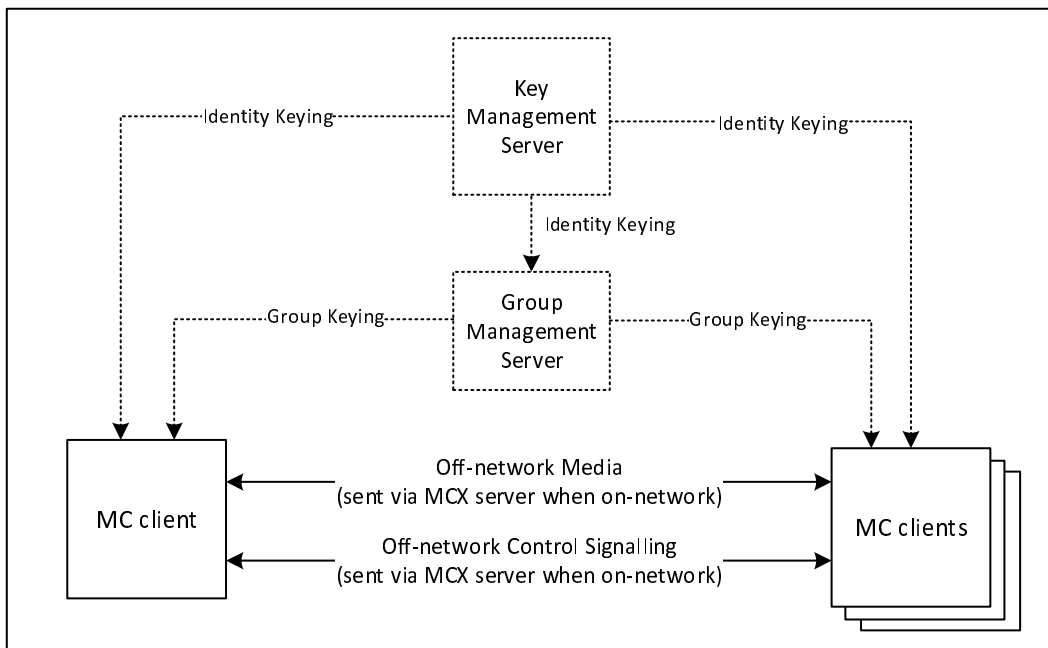 Key
Management
Server
Identity Keying
Identity Keying
Identity Keying
Group
Management
Server
Group Keying
Group Keying
MC client
Off-network Media
(sent via MCX server when on-network)
Off-network Control Signalling
(sent via MCX server when on-network)
MC clients